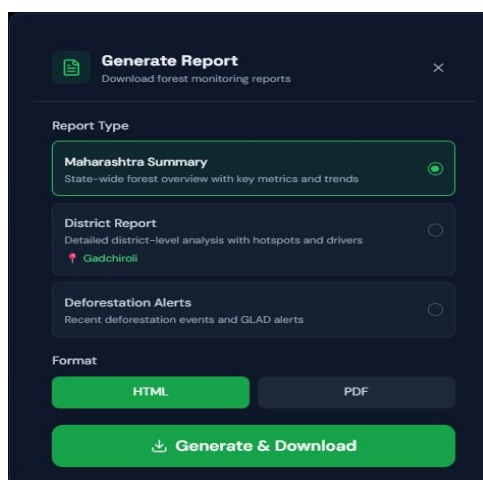 Generate Report
Download forest monitoring reports
Report Type
Maharashtra Summary
State-wide forest overview with key metrics and trends
District Report
Detailed district-level analysis with hotspots and drivers
Gadchiroli
Deforestation Alerts
Recent deforestation events and GLAD alerts
Format
HTML
PDF
Generate & Download